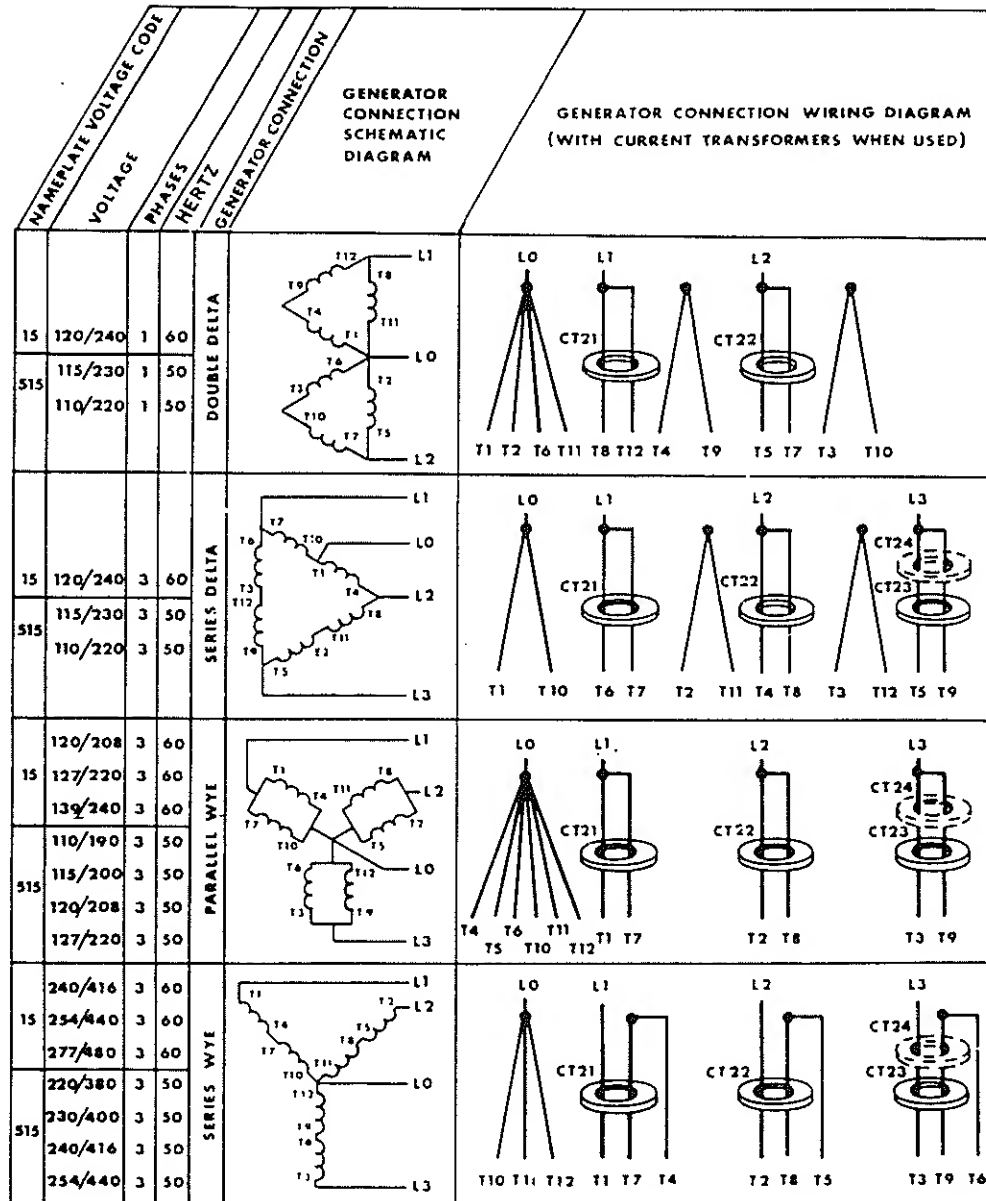 NAMEPLATE VOLTAGE CODE
VOLTAGE
PHASES
HERTZ
GENERATOR CONNECTION
GENERATOR
CONNECTION
SCHEMATIC
DIAGRAM
GENERATOR CONNECTION WIRING DIAGRAM
(WITH CURRENT TRANSFORMERS WHEN USED)
15 120/240 1 60
515 115/230 1 50
110/220 1 50
DOUBLE DELTA
T12 L1
T9 T8
T4
T1 T11
T6 L0
T3 T2
T10
T7 T5
L2
L0 L1 L2
CT21 CT22
T1 T2 T6 T11 T8 T12 T4 T9 T5 T7 T3 T10
15 120/240 3 60
515 115/230 3 50
110/220 3 50
SERIES DELTA
L1
T7
T6 T10 L0
T1
T3 T4
T12 L2
T8
T11
T9 T2
T5
L3
L0 L1 L2 L3
CT24
CT21 CT22 CT23
T1 T10 T6 T7 T2 T11 T4 T8 T3 T12 T5 T9
120/208 3 60
15 127/220 3 60
139/240 3 60
110/190 3 50
515 115/200 3 50
120/208 3 50
127/220 3 50
PARALLEL WYE
L1
T1 T8
T4 T11 L2
T7 T2
T10 T5
T6 T12 L0
T3 T9
L3
L0 L1 L2 L3
CT24
CT21 CT22 CT23
T4 T6 T11 T1 T7 T2 T8 T3 T9
T5 T10 T12
240/416 3 60
15 254/440 3 60
277/480 3 60
220/380 3 50
515 230/400 3 50
240/416 3 50
254/440 3 50
SERIES WYE
L1
T1 T2 L2
T4 T5
T7 T8
T10 T11 L0
T12
T9
T6
T3 L3
L0 L1 L2 L3
CT24
CT21 CT22 CT23
T10 T11 T12 T1 T7 T4 T2 T8 T5 T3 T9 T6